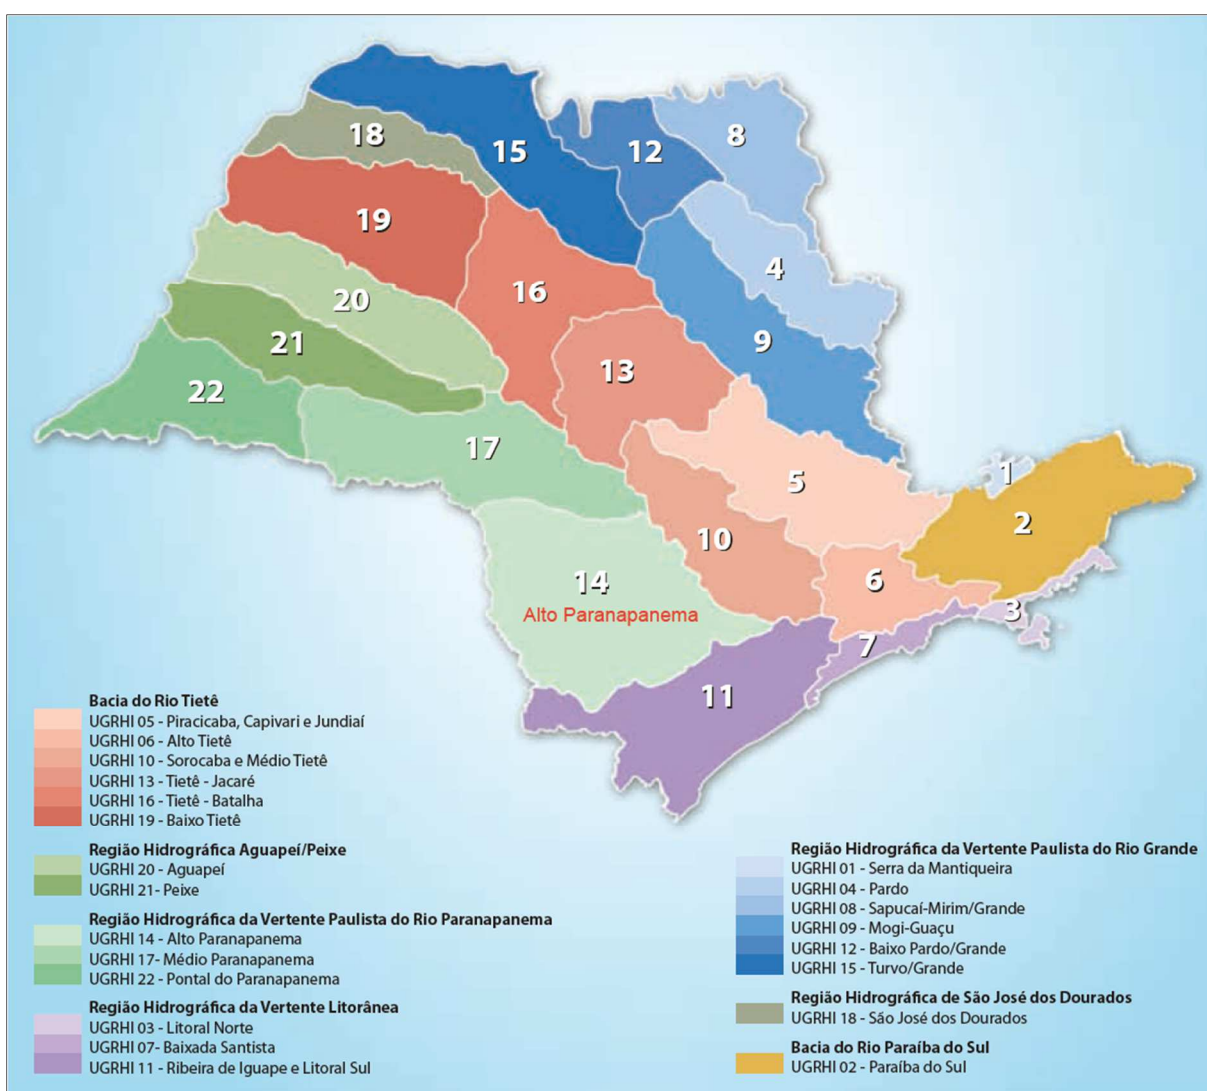 18
15
12
8
19
20
16
4
21
13
9
22
17
5
1
2
10
14
6
Alto Paranapanema
3
7
11
Bacia do Rio Tietê
UGRHI 05 - Piracicaba, Capivari e Jundiaí
UGRHI 06 - Alto Tietê
UGRHI 10 - Sorocaba e Médio Tietê
UGRHI 13 - Tietê - Jacaré
UGRHI 16 - Tietê - Batalha
UGRHI 19 - Baixo Tietê
Região Hidrográfica Aguapeí/Peixe
UGRHI 20 - Aguapeí
UGRHI 21- Peixe
Região Hidrográfica da Vertente Paulista do Rio Paranapanema
UGRHI 14 - Alto Paranapanema
UGRHI 17- Médio Paranapanema
UGRHI 22 - Pontal do Paranapanema
Região Hidrográfica da Vertente Litorânea
UGRHI 03 - Litoral Norte
UGRHI 07- Baixada Santista
UGRHI 11 - Ribeira de Iguape e Litoral Sul
Região Hidrográfica da Vertente Paulista do Rio Grande
UGRHI 01 - Serra da Mantiqueira
UGRHI 04 - Pardo
UGRHI 08 - Sapucaí-Mirim/Grande
UGRHI 09 - Mogi-Guaçu
UGRHI 12 - Baixo Pardo/Grande
UGRHI 15 - Turvo/Grande
Região Hidrográfica de São José dos Dourados
UGRHI 18 - São José dos Dourados
Bacia do Rio Paraíba do Sul
UGRHI 02 - Paraíba do Sul